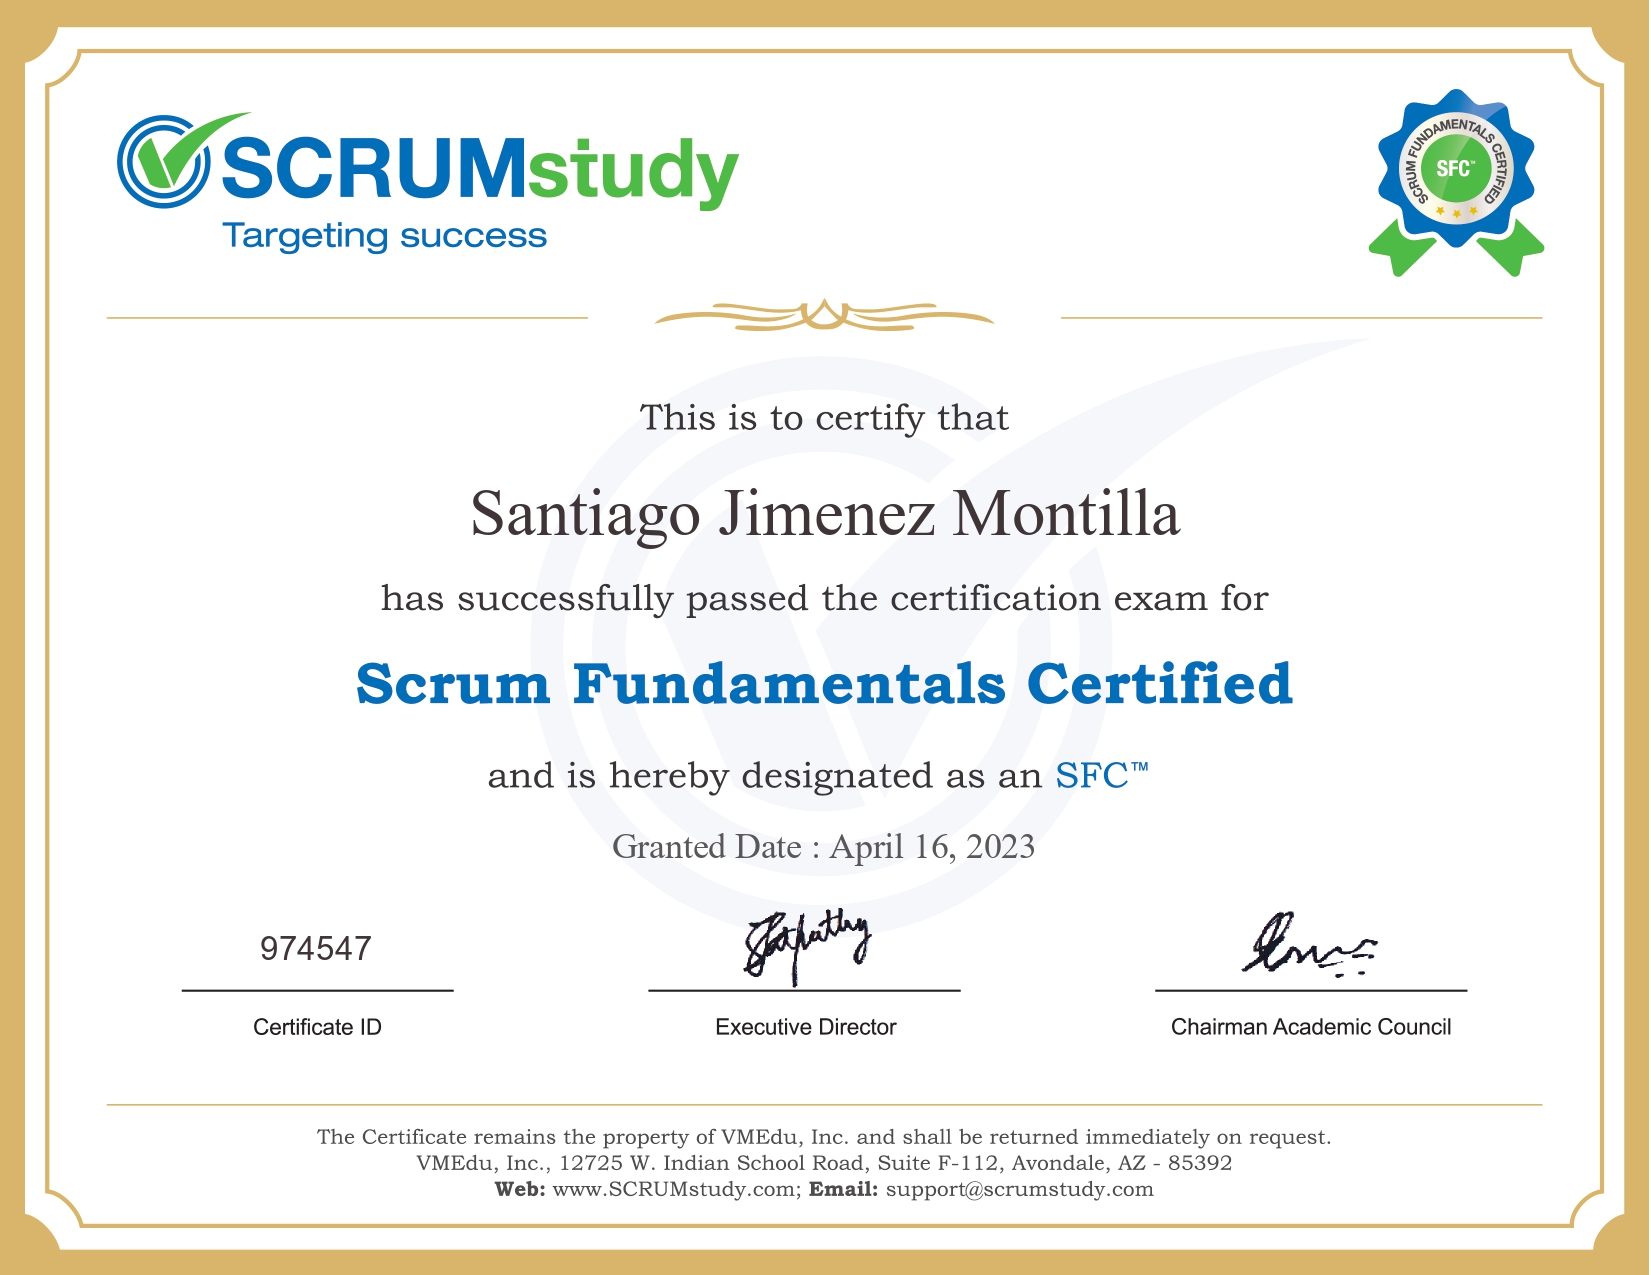 SCRUMstudy
Targeting success
SCRUM FUNDAMENTALS CERTIFIED
SFC™
This is to certify that
Santiago Jimenez Montilla
has successfully passed the certification exam for
Scrum Fundamentals Certified
and is hereby designated as an SFC™
Granted Date : April 16, 2023
974547
Certificate ID
Executive Director
Chairman Academic Council
The Certificate remains the property of VMEdu, Inc. and shall be returned immediately on request.
VMEdu, Inc., 12725 W. Indian School Road, Suite F-112, Avondale, AZ - 85392
Web: www.SCRUMstudy.com; Email: support@scrumstudy.com